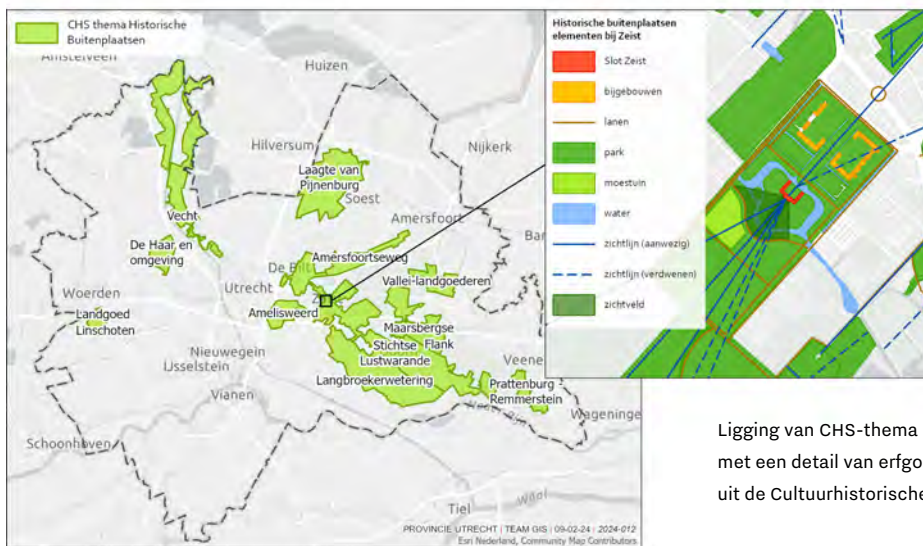 CHS thema Historische
Buitenplaatsen
Amstelveen
Huizen
Hilversum
Nijkerk
Laagte van
Pijnenburg
Soest
Amersfoort
Vecht
De Haar en
omgeving
De Bilt
Amersfoortseweg
Utrecht
Vallei-landgoederen
Woerden
Landgoed
Linschoten
Amelisweerd
Maarsbergse
Flank
Stichtse
Lustwarande
Nieuwegein
IJsselstein
Langbroekerwetering
Veene
Prattenburg
Remmerstein
Vianen
Wageninge
Schoonhoven
Tiel
Waal
PROVINCIE UTRECHT | TEAM GIS | 09-02-24 | 2024-012
Esri Nederland, Community Map Contributors
Historische buitenplaatsen
elementen bij Zeist
Slot Zeist
bijgebouwen
lanen
park
moestuin
water
zichtlijn (aanwezig)
zichtlijn (verdwenen)
zichtveld
Ligging van CHS-thema
met een detail van erfgo
uit de Cultuurhistorische